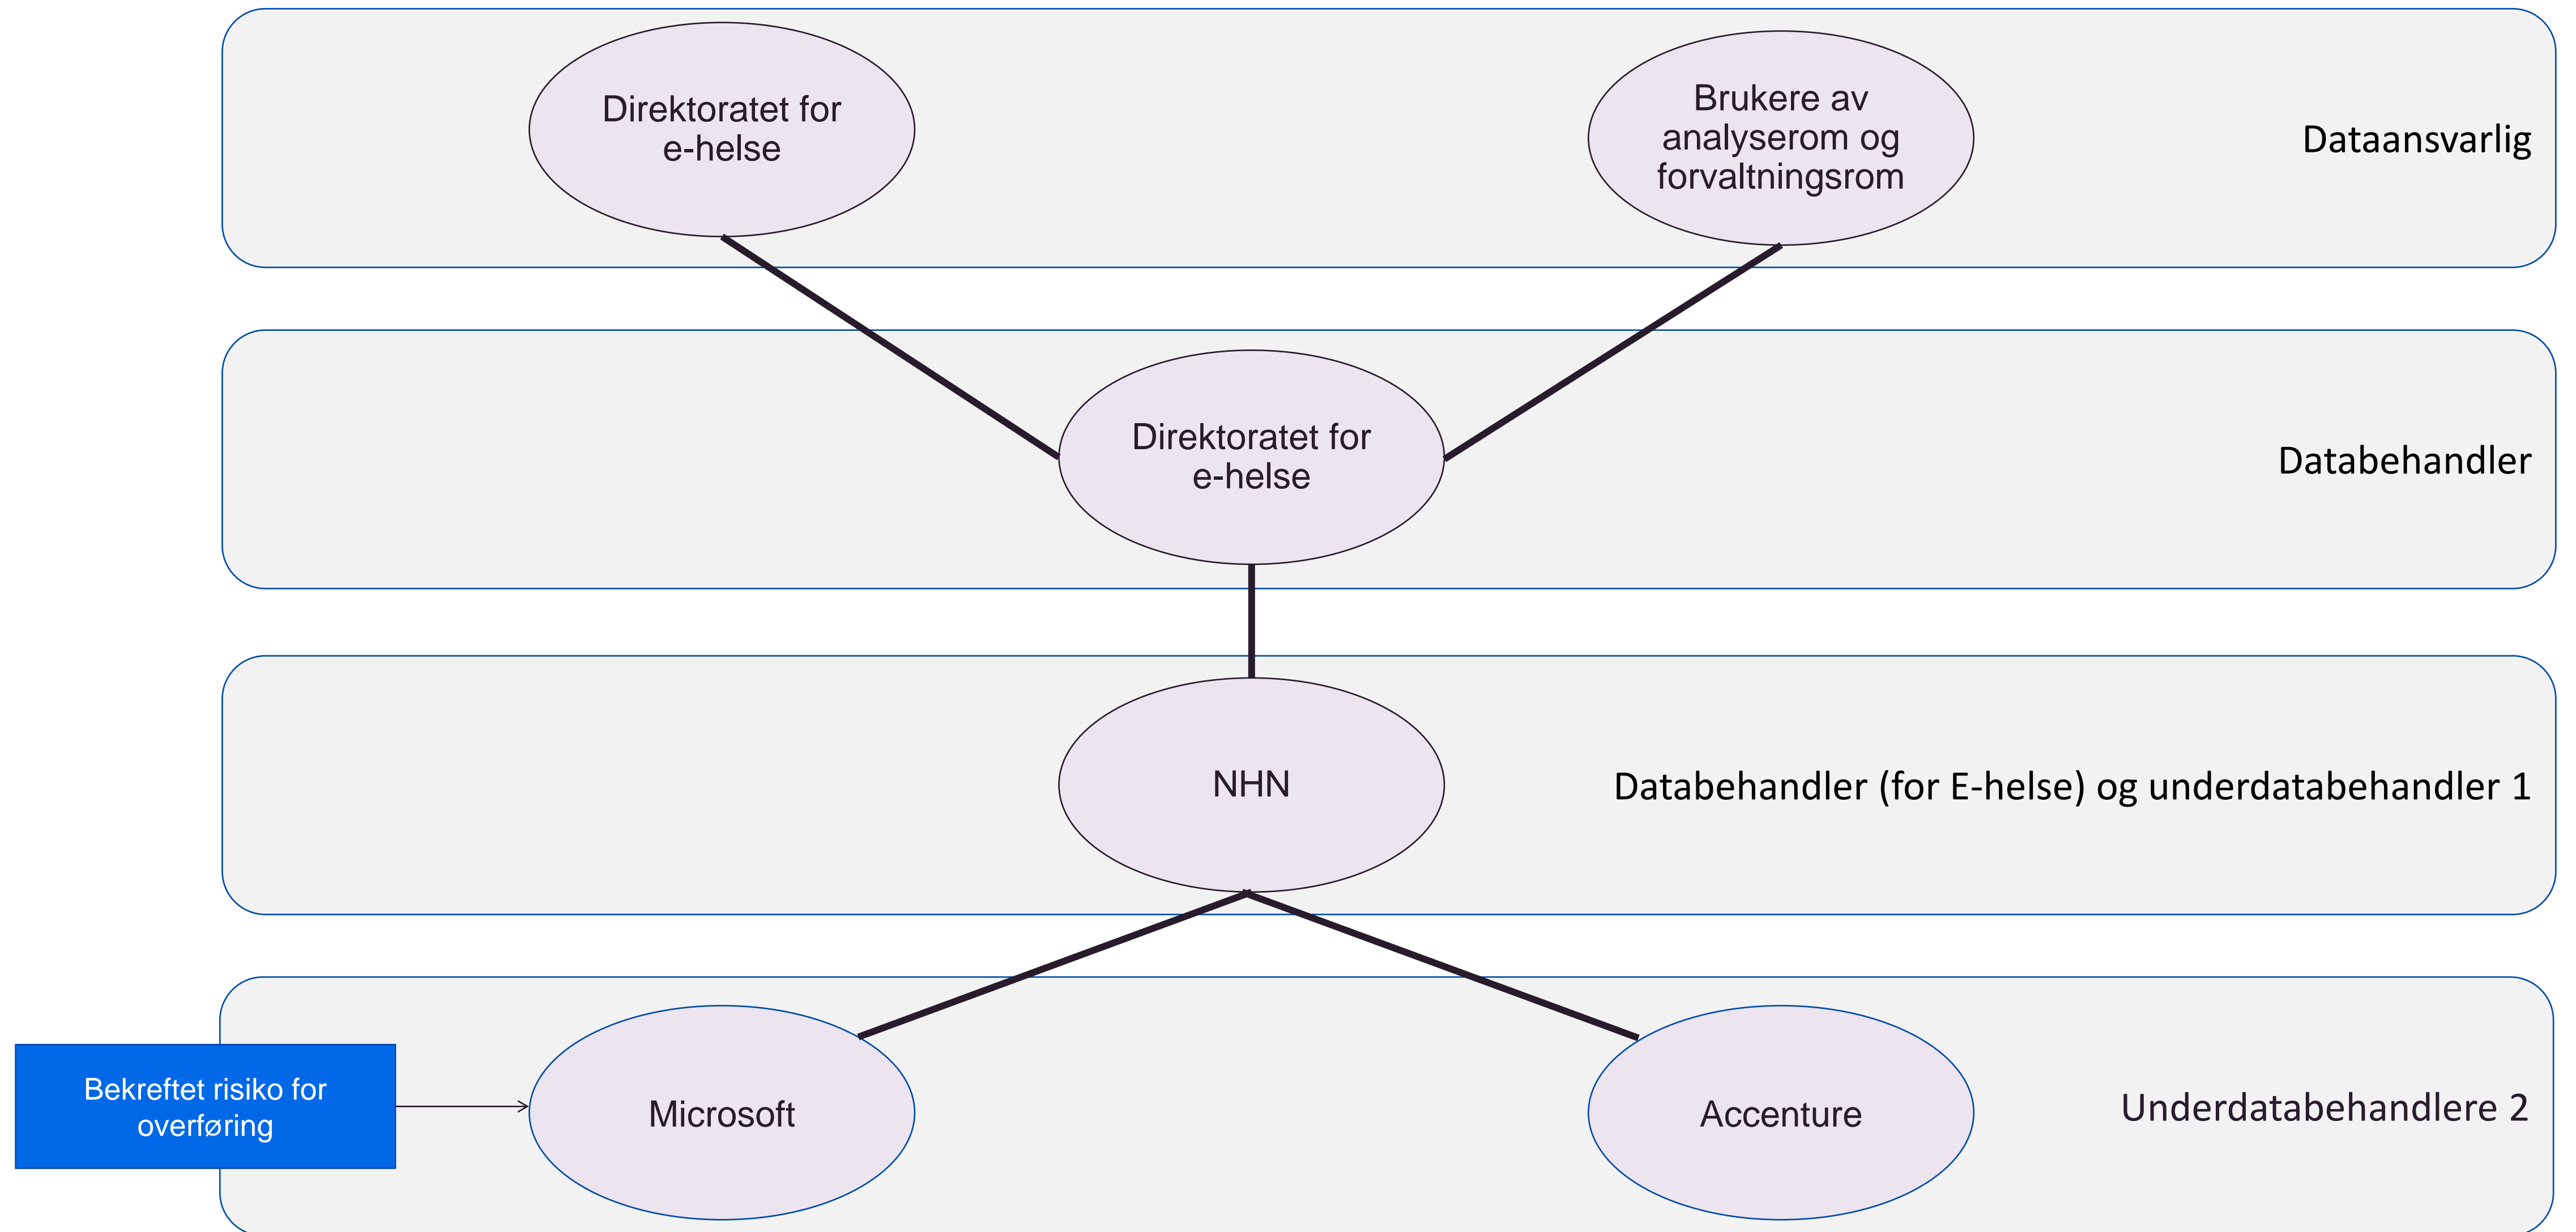 Direktoratet for
e-helse
Brukere av
analyserom og
forvaltningsrom
Dataansvarlig
Direktoratet for
e-helse
Databehandler
NHN
Databehandler (for E-helse) og underdatabehandler 1
Bekreftet risiko for
overføring
Microsoft
Accenture
Underdatabehandlere 2